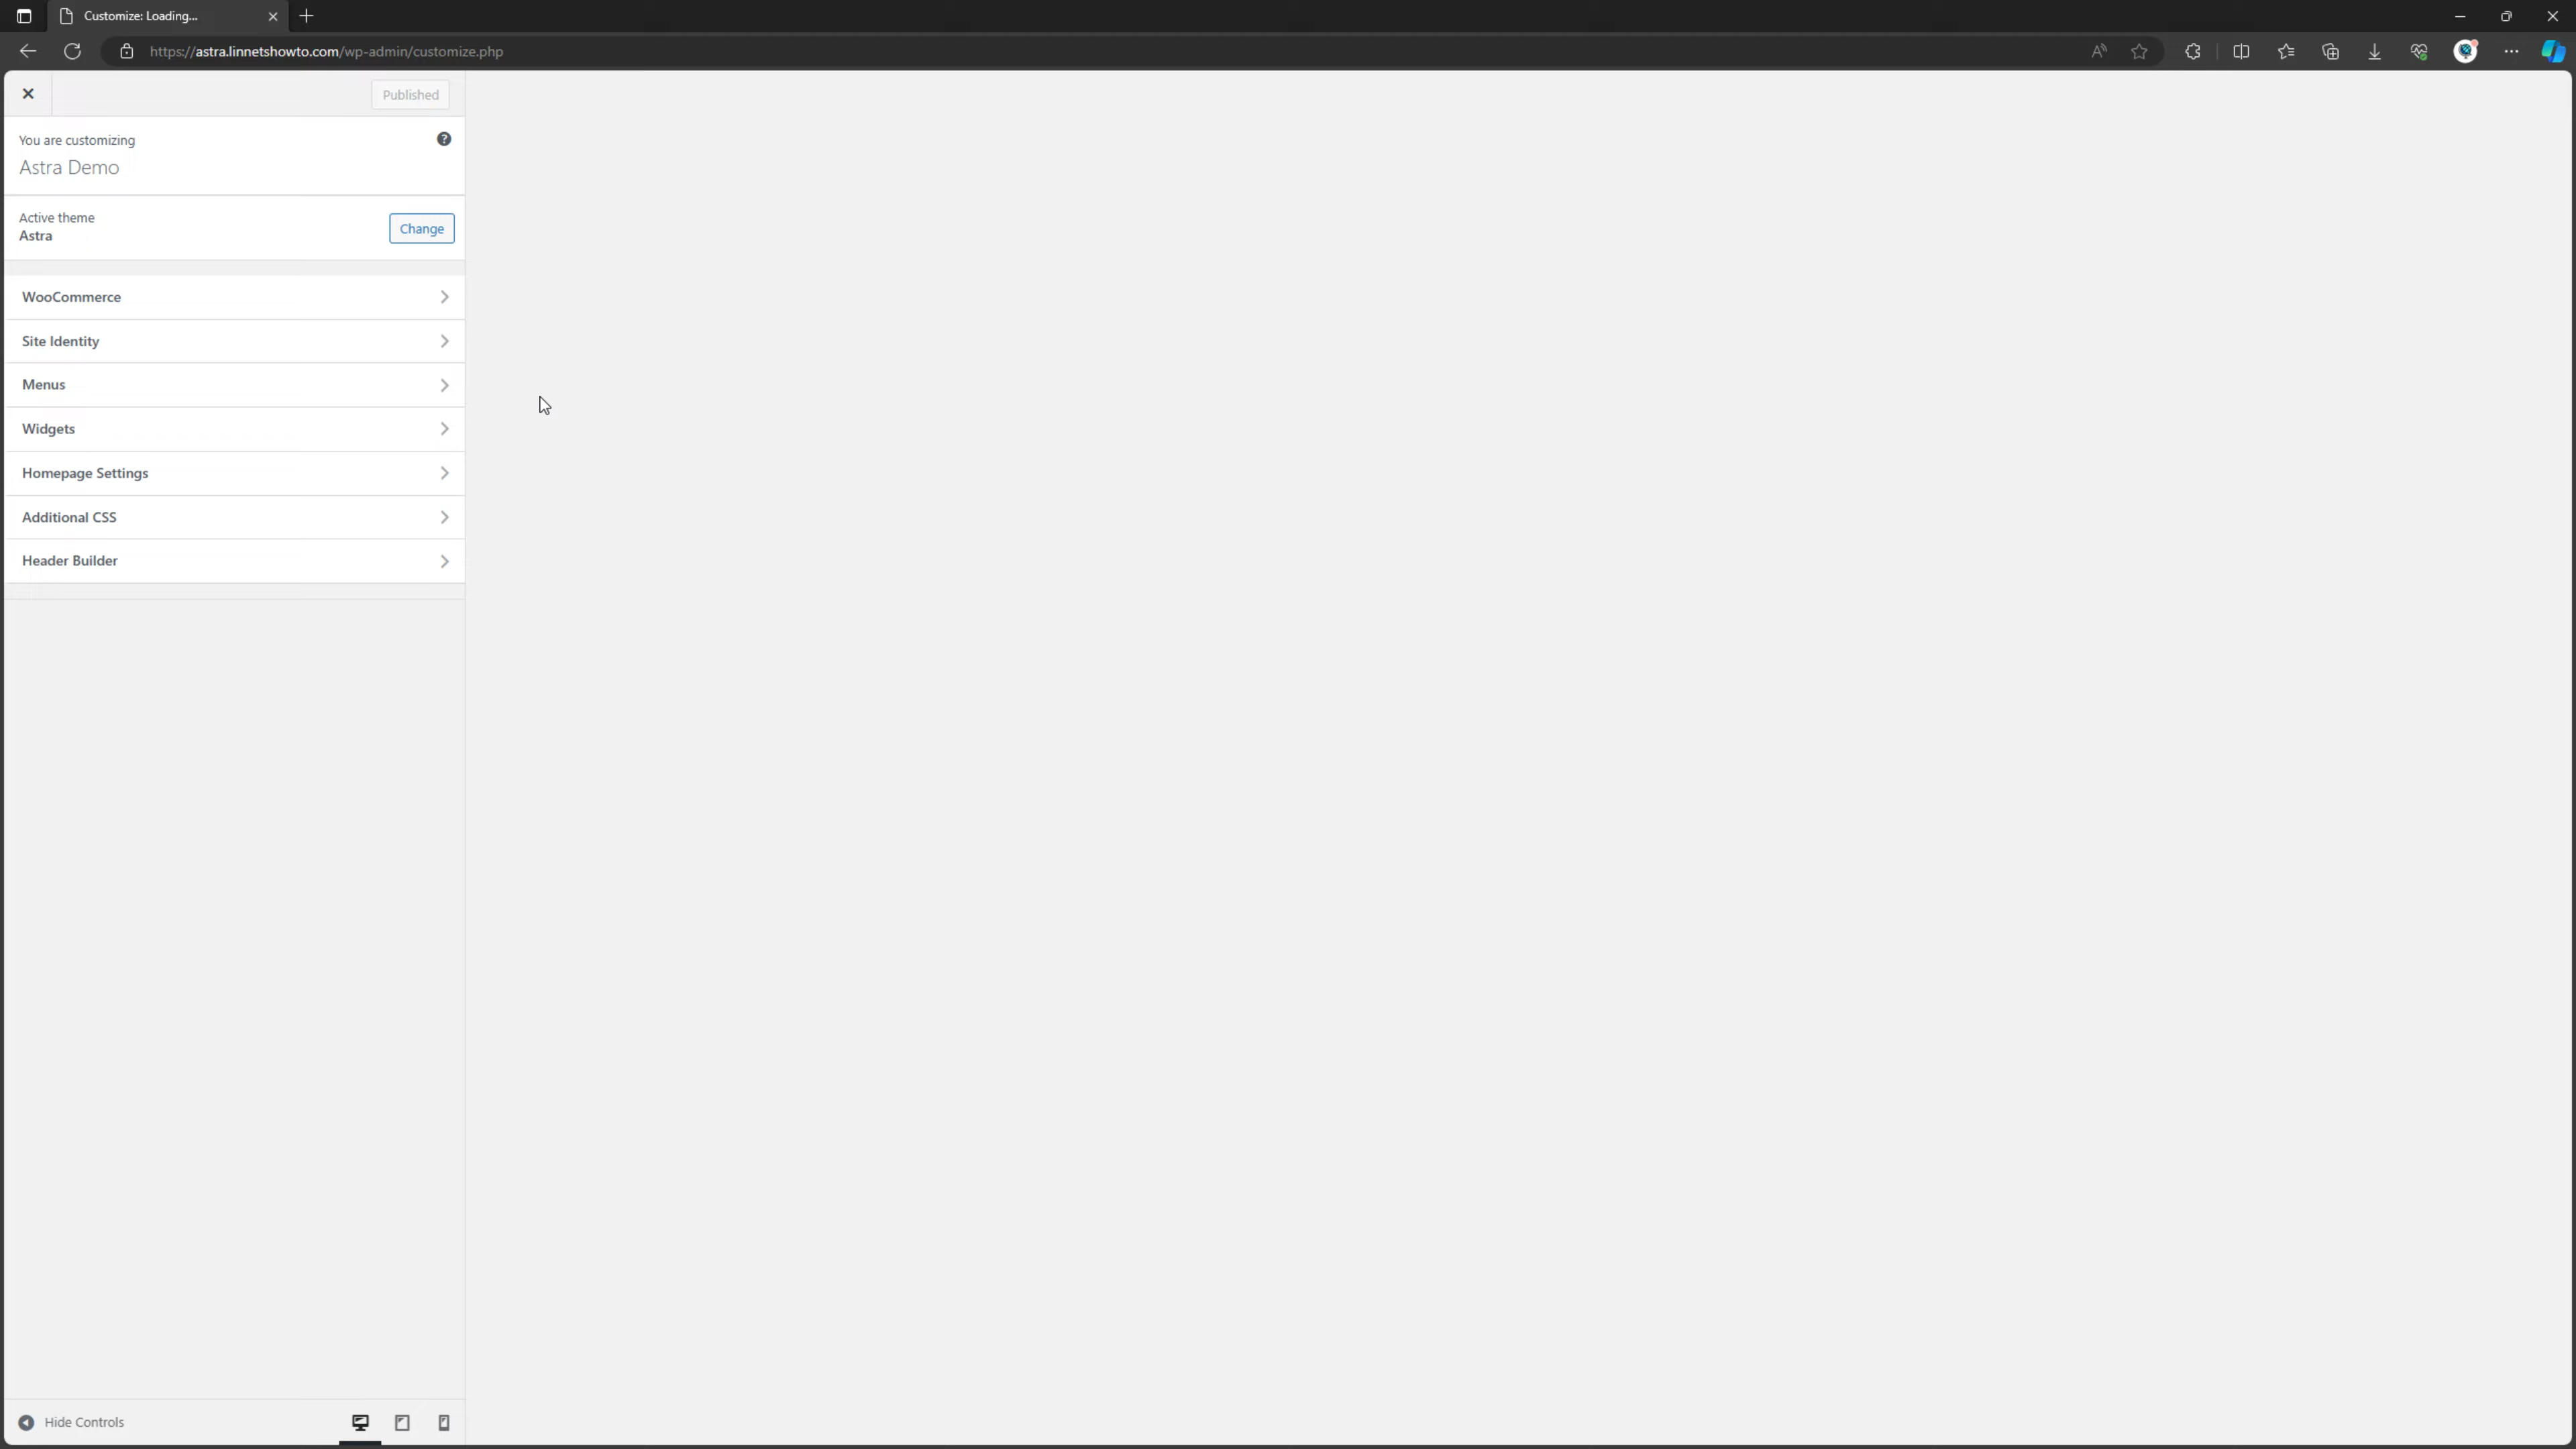 Customize: Loading...
https://astra.linnetshowto.com/wp-admin/customize.php
Published
You are customizing
Astra Demo
Active theme
Astra
Change
WooCommerce
Site Identity
Menus
Widgets
Homepage Settings
Additional CSS
Header Builder
Hide Controls